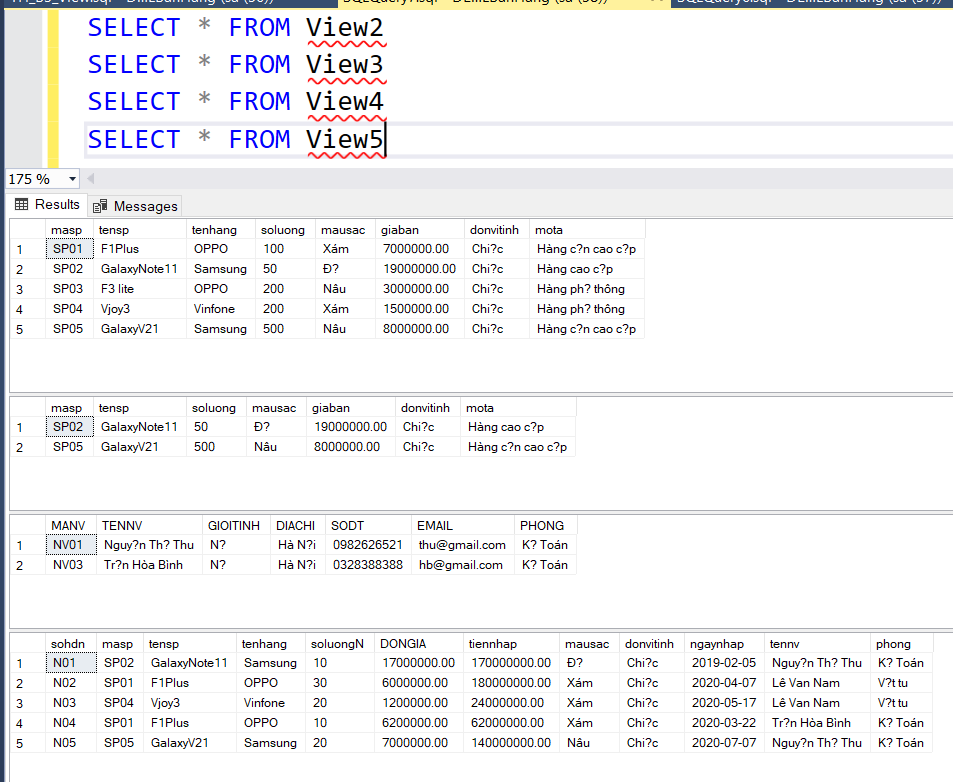 SELECT * FROM View2
SELECT * FROM View3
SELECT * FROM View4
SELECT * FROM View5
175 %
Results Messages
masp tensp tenhang soluong mausac giaban donvitinh mota
1 SP01 F1Plus OPPO 100 Xám 7000000.00 Chi?c Hàng c?n cao c?p
2 SP02 GalaxyNote11 Samsung 50 Đ? 19000000.00 Chi?c Hàng cao c?p
3 SP03 F3 lite OPPO 200 Nâu 3000000.00 Chi?c Hàng ph? thông
4 SP04 Vjoy3 Vinfone 200 Xám 1500000.00 Chi?c Hàng ph? thông
5 SP05 GalaxyV21 Samsung 500 Nâu 8000000.00 Chi?c Hàng c?n cao c?p
masp tensp soluong mausac giaban donvitinh mota
1 SP02 GalaxyNote11 50 Đ? 19000000.00 Chi?c Hàng cao c?p
2 SP05 GalaxyV21 500 Nâu 8000000.00 Chi?c Hàng c?n cao c?p
MANV TENNV GIOITINH DIACHI SODT EMAIL PHONG
1 NV01 Nguy?n Th? Thu N? Hà N?i 0982626521 thu@gmail.com K? Toán
2 NV03 Tr?n Hòa Bình N? Hà N?i 0328388388 hb@gmail.com K? Toán
sohdn masp tensp tenhang soluongN DONGIA tiennhap mausac donvitinh ngaynhap tennv phong
1 N01 SP02 GalaxyNote11 Samsung 10 17000000.00 170000000.00 Đ? Chi?c 2019-02-05 Nguy?n Th? Thu K? Toán
2 N02 SP01 F1Plus OPPO 30 6000000.00 180000000.00 Xám Chi?c 2020-04-07 Lê Van Nam V?t tu
3 N03 SP04 Vjoy3 Vinfone 20 1200000.00 24000000.00 Xám Chi?c 2020-05-17 Lê Van Nam V?t tu
4 N04 SP01 F1Plus OPPO 10 6200000.00 62000000.00 Xám Chi?c 2020-03-22 Tr?n Hòa Bình K? Toán
5 N05 SP05 GalaxyV21 Samsung 20 7000000.00 140000000.00 Nâu Chi?c 2020-07-07 Nguy?n Th? Thu K? Toán